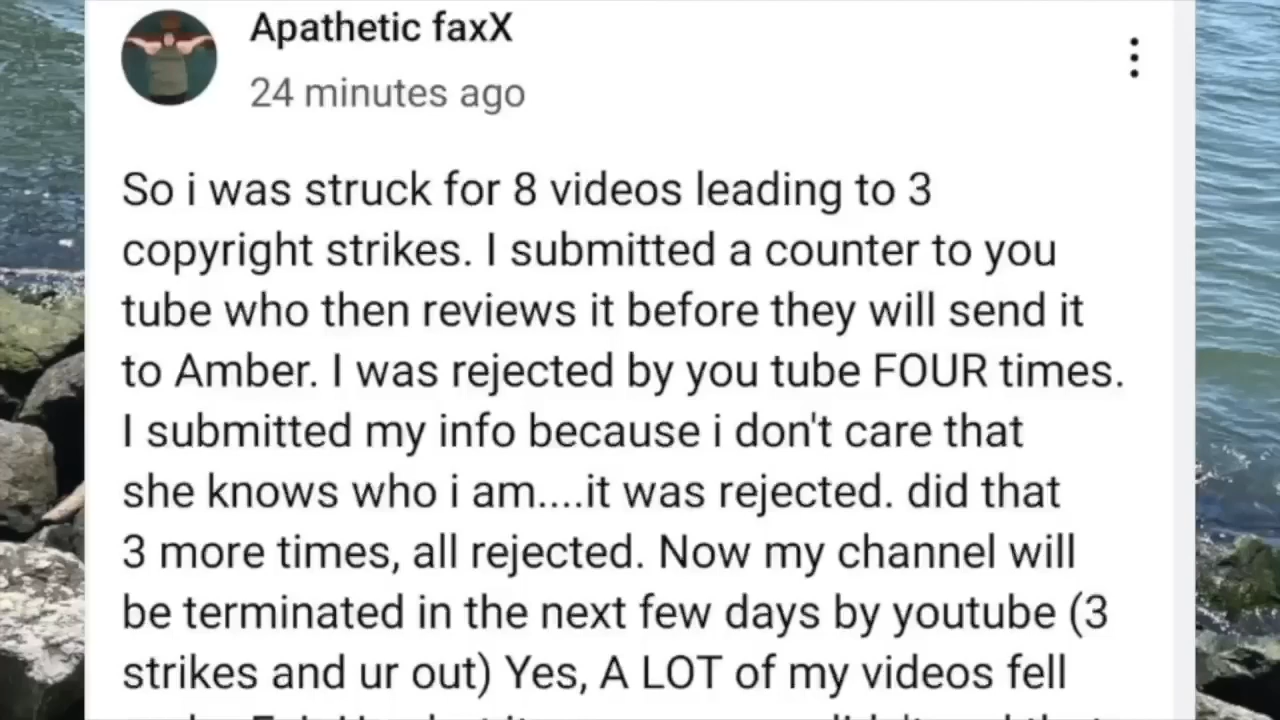 Apathetic faxX
24 minutes ago
So i was struck for 8 videos leading to 3
copyright strikes. I submitted a counter to you
tube who then reviews it before they will send it
to Amber. I was rejected by you tube FOUR times.
I submitted my info because i don't care that
she knows who i am....it was rejected. did that
3 more times, all rejected. Now my channel will
be terminated in the next few days by youtube (3
strikes and ur out) Yes, A LOT of my videos fell